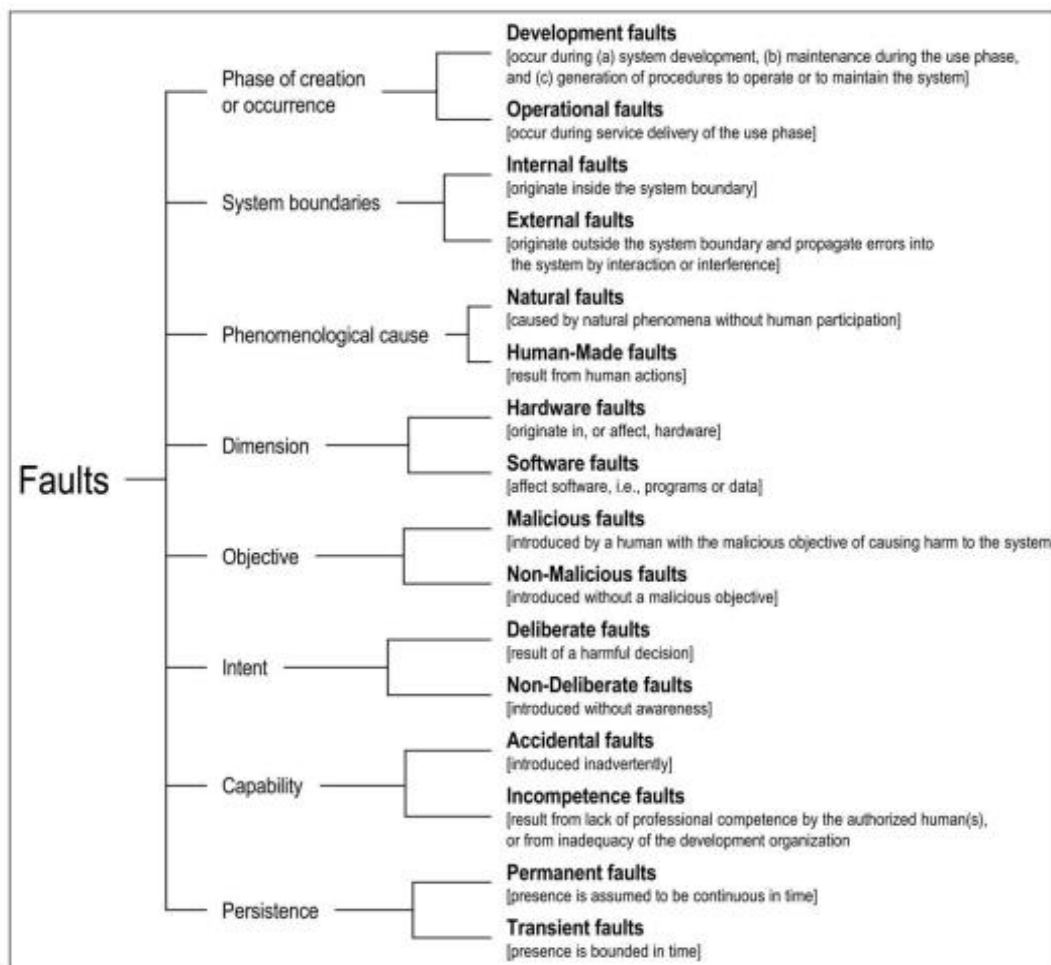 Faults
Phase of creation
or occurrence
Development faults
[occur during (a) system development, (b) maintenance during the use phase,
and (c) generation of procedures to operate or to maintain the system]
Operational faults
[occur during service delivery of the use phase]
System boundaries
Internal faults
[originate inside the system boundary]
External faults
[originate outside the system boundary and propagate errors into
the system by interaction or interference]
Phenomenological cause
Natural faults
[caused by natural phenomena without human participation]
Human-Made faults
[result from human actions]
Dimension
Hardware faults
[originate in, or affect, hardware]
Software faults
[affect software, i.e., programs or data]
Objective
Malicious faults
[introduced by a human with the malicious objective of causing harm to the system
Non-Malicious faults
[introduced without a malicious objective]
Intent
Deliberate faults
[result of a harmful decision]
Non-Deliberate faults
[introduced without awareness]
Capability
Accidental faults
[introduced inadvertently]
Incompetence faults
[result from lack of professional competence by the authorized human(s),
or from inadequacy of the development organization
Persistence
Permanent faults
[presence is assumed to be continuous in time]
Transient faults
[presence is bounded in time]